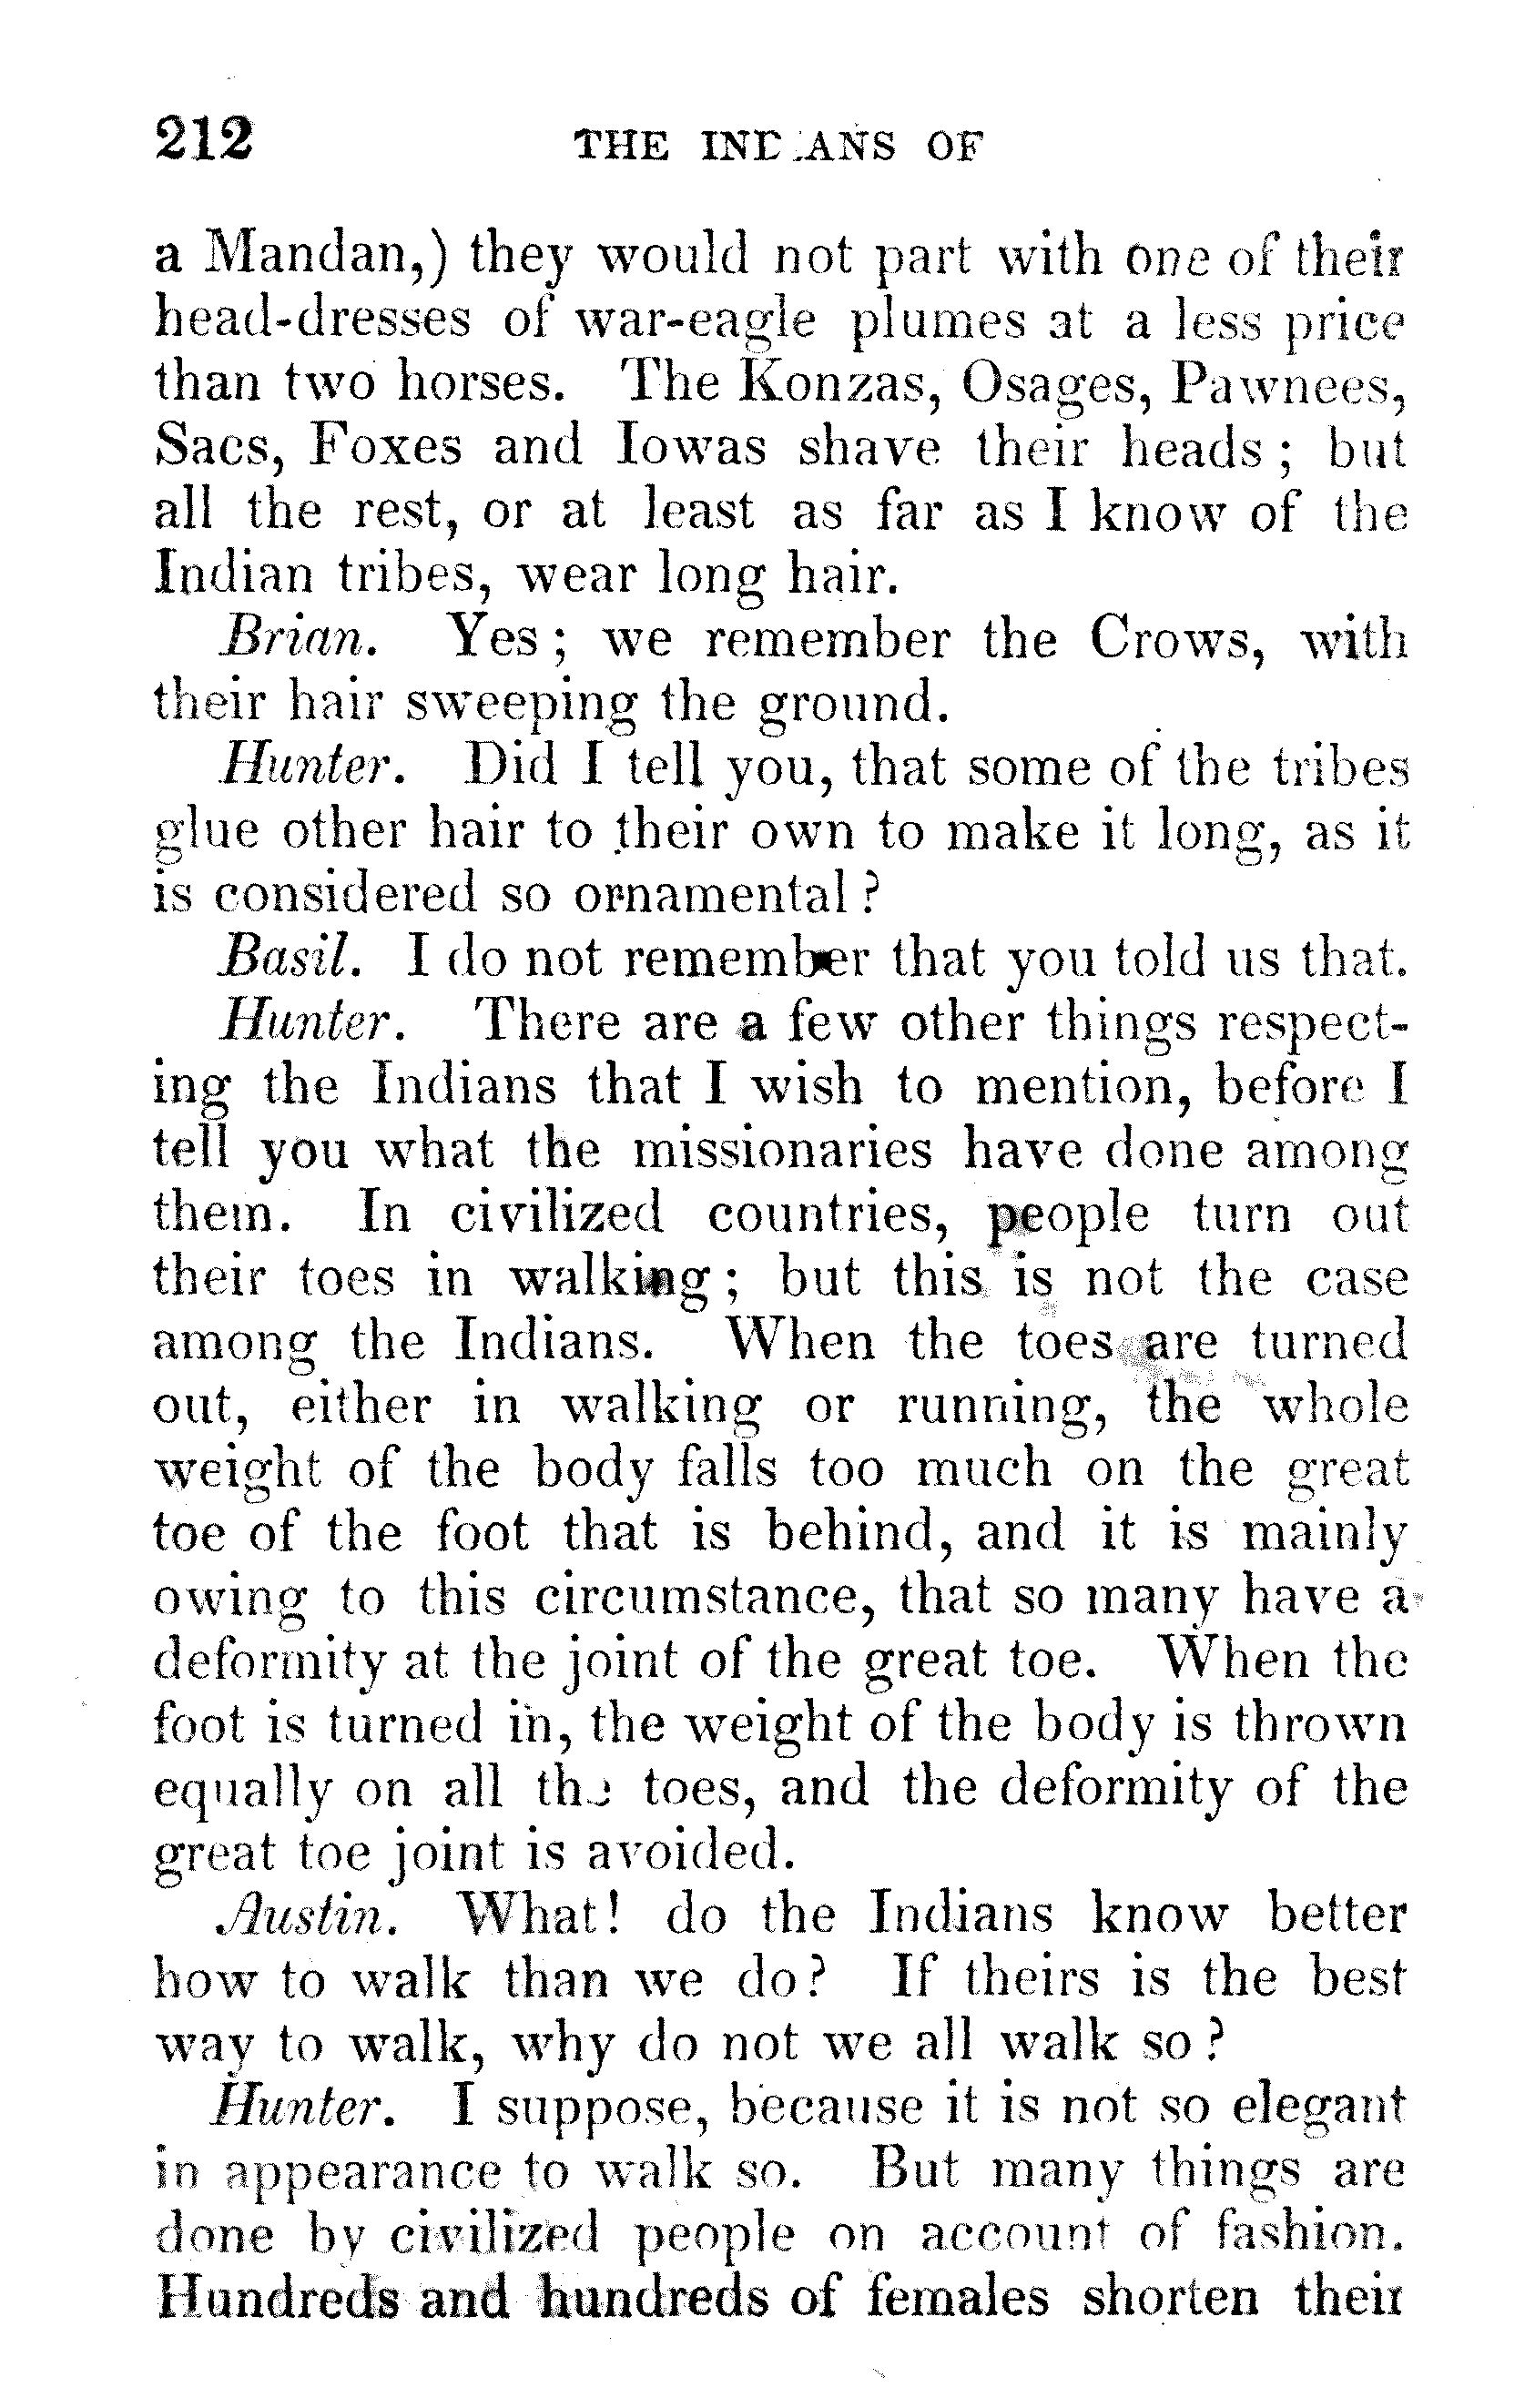 212 THE INDIANS OF
a Mandan,) they would not part with one of their
head-dresses of war-eagle plumes at a less price
than two horses. The Konzas, Osages, Pawnees,
Sacs, Foxes and Iowas shave their heads; but
all the rest, or at least as far as I know of the
Indian tribes, wear long hair.
Brian. Yes; we remember the Crows, with
their hair sweeping the ground.
Hunter. Did I tell you, that some of the tribes
glue other hair to their own to make it long, as it
is considered so ornamental?
Basil. I do not remember that you told us that.
Hunter. There are a few other things respect-
ing the Indians that I wish to mention, before I
tell you what the missionaries have done among
them. In civilized countries, people turn out
their toes in walking; but this is not the case
among the Indians. When the toes are turned
out, either in walking or running, the whole
weight of the body falls too much on the great
toe of the foot that is behind, and it is mainly
owing to this circumstance, that so many have a
deformity at the joint of the great toe. When the
foot is turned in, the weight of the body is thrown
equally on all the toes, and the deformity of the
great toe joint is avoided.
Austin. What! do the Indians know better
how to walk than we do? If theirs is the best
way to walk, why do not we all walk so?
Hunter. I suppose, because it is not so elegant
in appearance to walk so. But many things are
done by civilized people on account of fashion.
Hundreds and hundreds of females shorten their